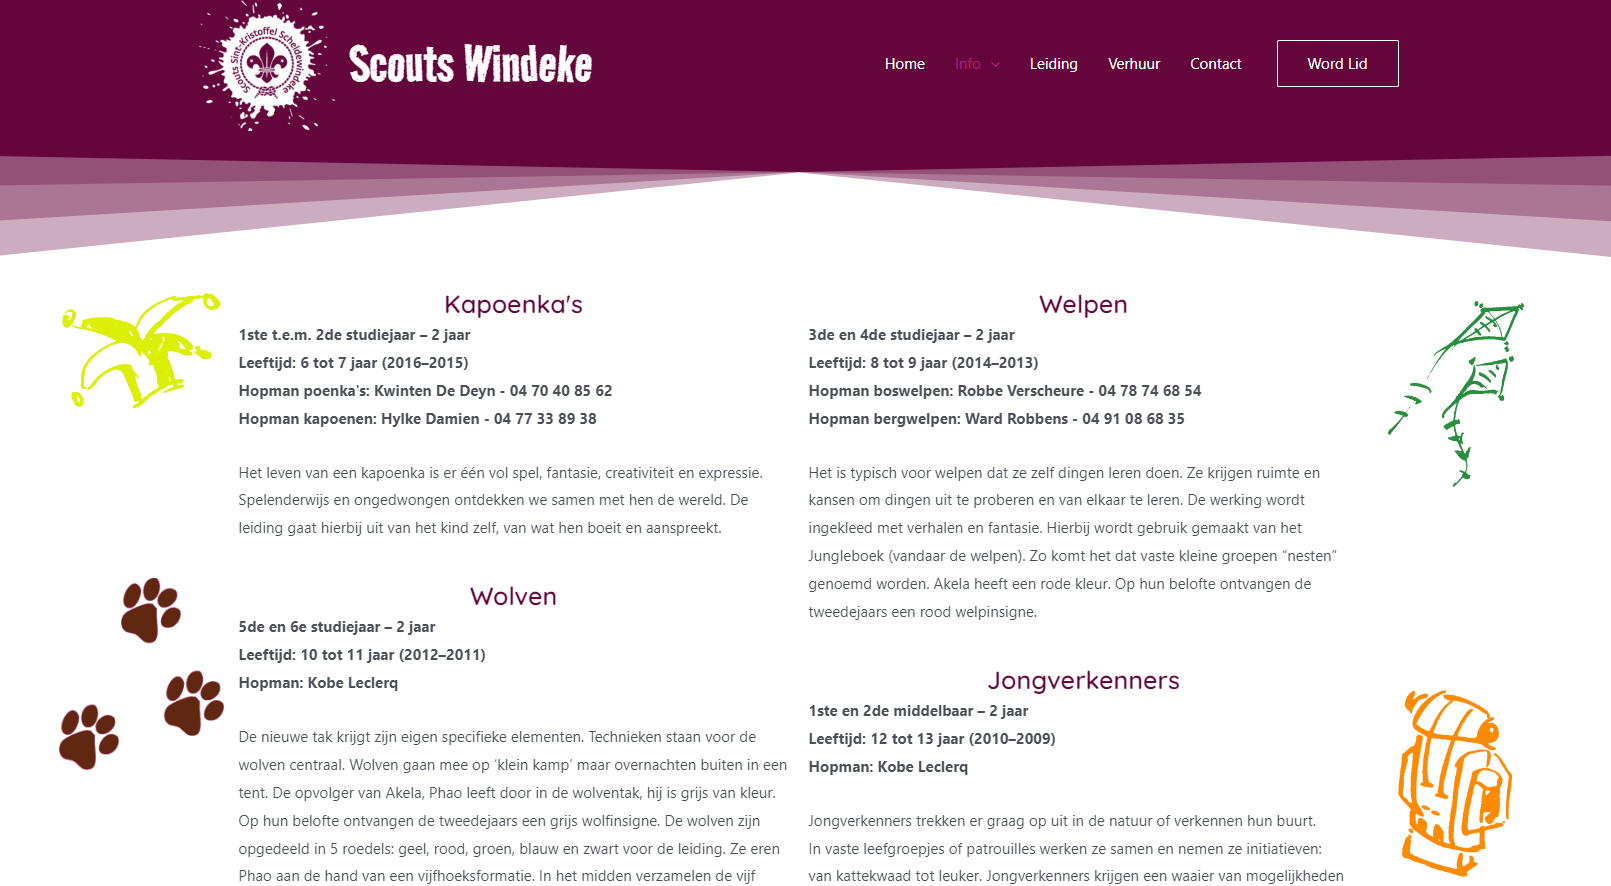 Scouts Sint-Kristoffel Scheldewindeke
Scouts Windeke
Home
Info
Leiding
Verhuur
Contact
Word Lid
Kapoenka's
1ste t.e.m. 2de studiejaar – 2 jaar
Leeftijd: 6 tot 7 jaar (2016–2015)
Hopman poenka's: Kwinten De Deyn - 04 70 40 85 62
Hopman kapoenen: Hylke Damien - 04 77 33 89 38
Het leven van een kapoenka is er één vol spel, fantasie, creativiteit en expressie.
Spelenderwijs en ongedwongen ontdekken we samen met hen de wereld. De
leiding gaat hierbij uit van het kind zelf, van wat hen boeit en aanspreekt.
Wolven
5de en 6e studiejaar – 2 jaar
Leeftijd: 10 tot 11 jaar (2012–2011)
Hopman: Kobe Leclerq
De nieuwe tak krijgt zijn eigen specifieke elementen. Technieken staan voor de
wolven centraal. Wolven gaan mee op ‘klein kamp’ maar overnachten buiten in een
tent. De opvolger van Akela, Phao leeft door in de wolventak, hij is grijs van kleur.
Op hun belofte ontvangen de tweedejaars een grijs wolfinsigne. De wolven zijn
opgedeeld in 5 roedels: geel, rood, groen, blauw en zwart voor de leiding. Ze eren
Phao aan de hand van een vijfhoeksformatie. In het midden verzamelen de vijf
Welpen
3de en 4de studiejaar – 2 jaar
Leeftijd: 8 tot 9 jaar (2014–2013)
Hopman boswelpen: Robbe Verscheure - 04 78 74 68 54
Hopman bergwelpen: Ward Robbens - 04 91 08 68 35
Het is typisch voor welpen dat ze zelf dingen leren doen. Ze krijgen ruimte en
kansen om dingen uit te proberen en van elkaar te leren. De werking wordt
ingekleed met verhalen en fantasie. Hierbij wordt gebruik gemaakt van het
Jungleboek (vandaar de welpen). Zo komt het dat vaste kleine groepen “nesten”
genoemd worden. Akela heeft een rode kleur. Op hun belofte ontvangen de
tweedejaars een rood welpinsigne.
Jongverkenners
1ste en 2de middelbaar – 2 jaar
Leeftijd: 12 tot 13 jaar (2010–2009)
Hopman: Kobe Leclerq
Jongverkenners trekken er graag op uit in de natuur of verkennen hun buurt.
In vaste leefgroepjes of patrouilles werken ze samen en nemen ze initiatieven:
van kattekwaad tot leuker. Jongverkenners krijgen een waaier van mogelijkheden